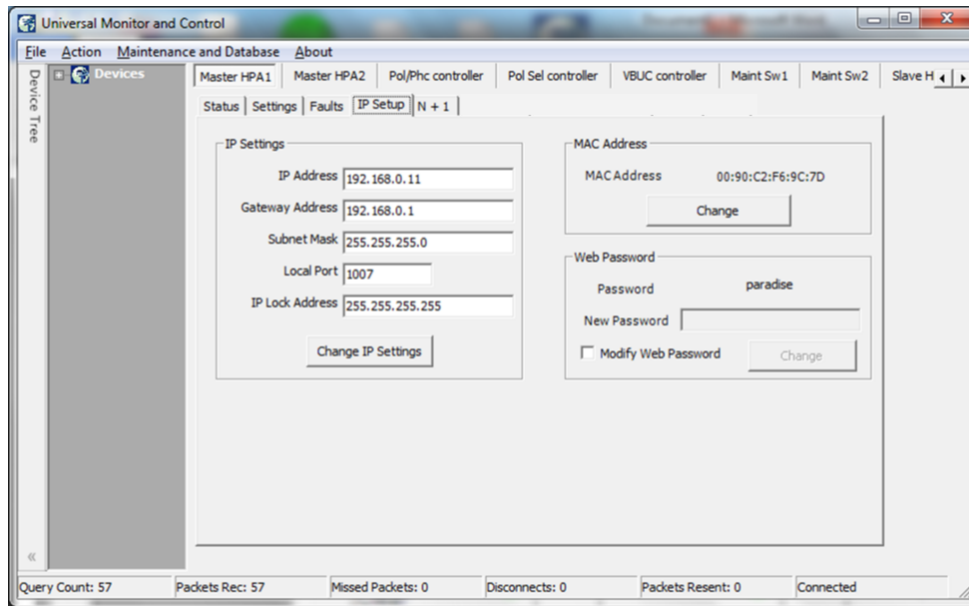 Universal Monitor and Control
File Action Maintenance and Database About
Device Tree
Devices
Master HPA1 Master HPA2 Pol/Phc controller Pol Sel controller VBUC controller Maint Sw1 Maint Sw2 Slave H
Status Settings Faults IP Setup N + 1
IP Settings
IP Address 192.168.0.11
Gateway Address 192.168.0.1
Subnet Mask 255.255.255.0
Local Port 1007
IP Lock Address 255.255.255.255
Change IP Settings
MAC Address
MAC Address 00:90:C2:F6:9C:7D
Change
Web Password
Password paradise
New Password
Modify Web Password Change
«
Query Count: 57 Packets Rec: 57 Missed Packets: 0 Disconnects: 0 Packets Resent: 0 Connected